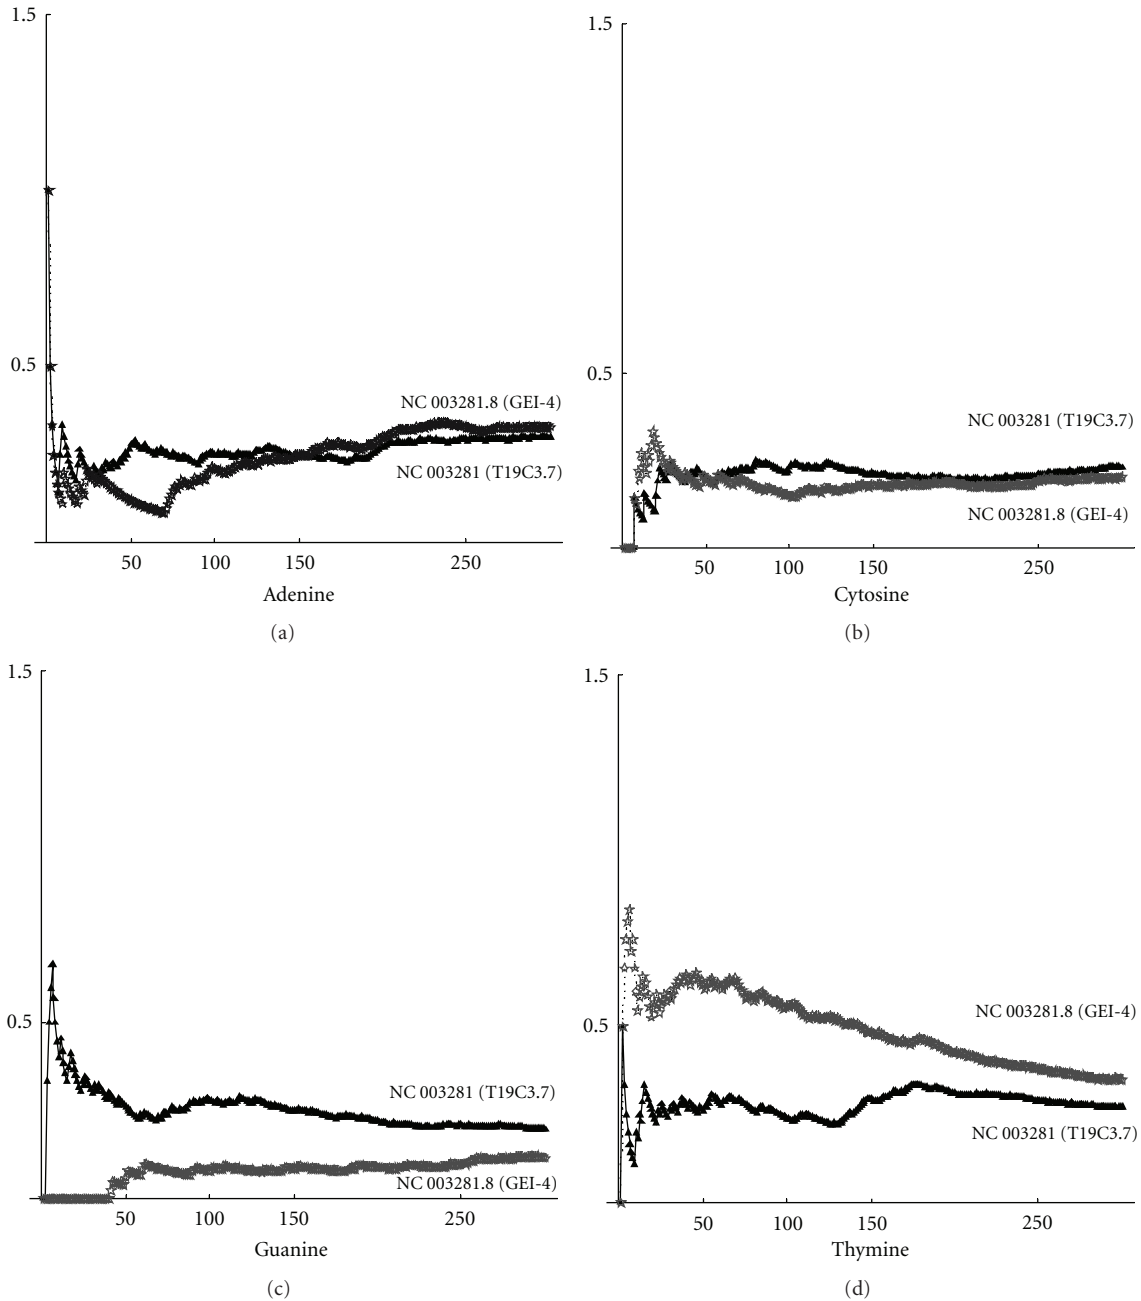 1.5
0.5
NC 003281.8 (GEI-4)
NC 003281 (T19C3.7)
50 100 150 250
Adenine
(a)
1.5
0.5
NC 003281 (T19C3.7)
NC 003281.8 (GEI-4)
50 100 150 250
Cytosine
(b)
1.5
0.5
NC 003281 (T19C3.7)
NC 003281.8 (GEI-4)
50 100 150 250
Guanine
(c)
1.5
0.5
NC 003281.8 (GEI-4)
NC 003281 (T19C3.7)
50 100 150 250
Thymine
(d)